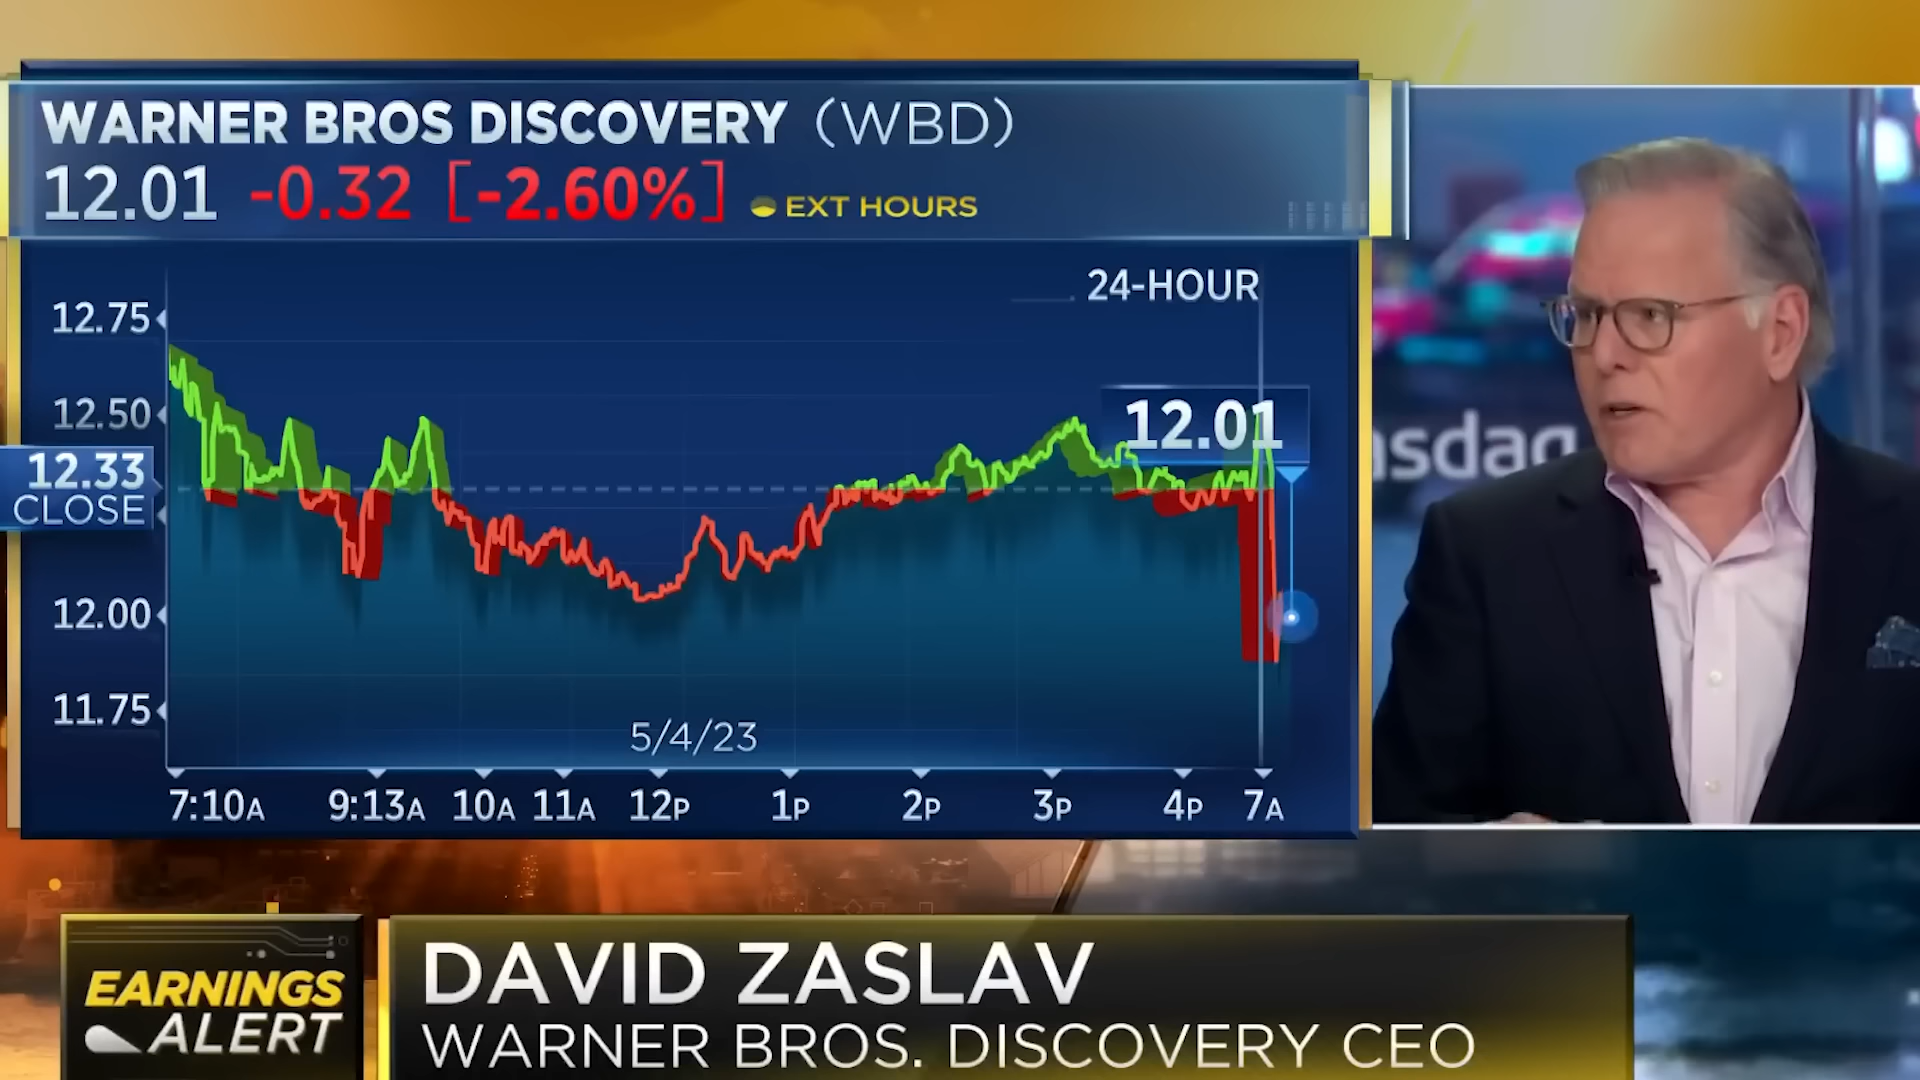 WARNER BROS DISCOVERY (WBD)
12.01 -0.32 [-2.60%] EXT HOURS
24-HOUR
12.75
12.50
12.33
CLOSE
12.00
11.75
12.01
5/4/23
7:10A 9:13A 10A 11A 12P 1P 2P 3P 4P 7A
asdaq
EARNINGS
ALERT
DAVID ZASLAV
WARNER BROS. DISCOVERY CEO